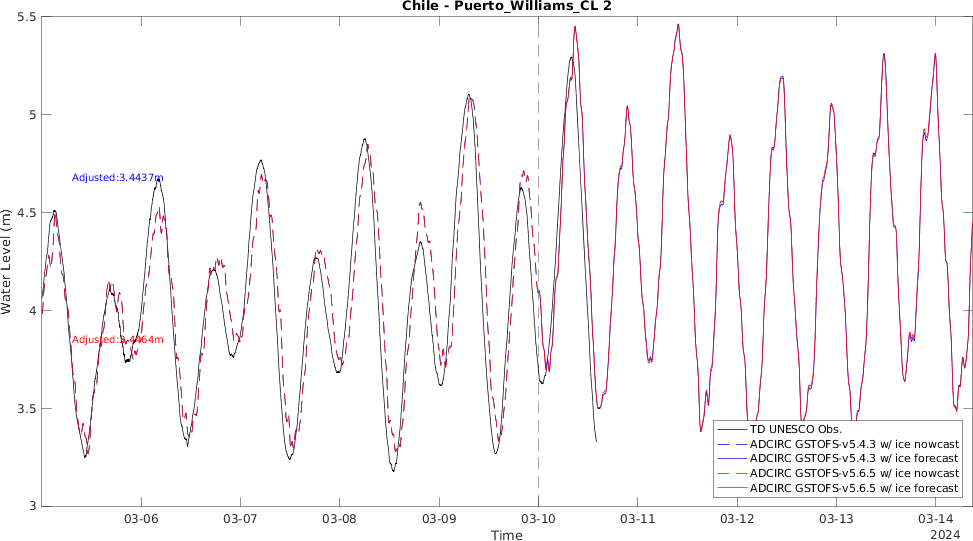 Chile - Puerto_Williams_CL 2
5.5
5
4.5
4
3.5
3
Water Level (m)
Adjusted:3.4437m
Adjusted:3.4464m
TD UNESCO Obs.
ADCIRC GSTOFS-v5.4.3 w/ ice nowcast
ADCIRC GSTOFS-v5.4.3 w/ ice forecast
ADCIRC GSTOFS-v5.6.5 w/ ice nowcast
ADCIRC GSTOFS-v5.6.5 w/ ice forecast
03-06 03-07 03-08 03-09 03-10 03-11 03-12 03-13 03-14
Time
2024